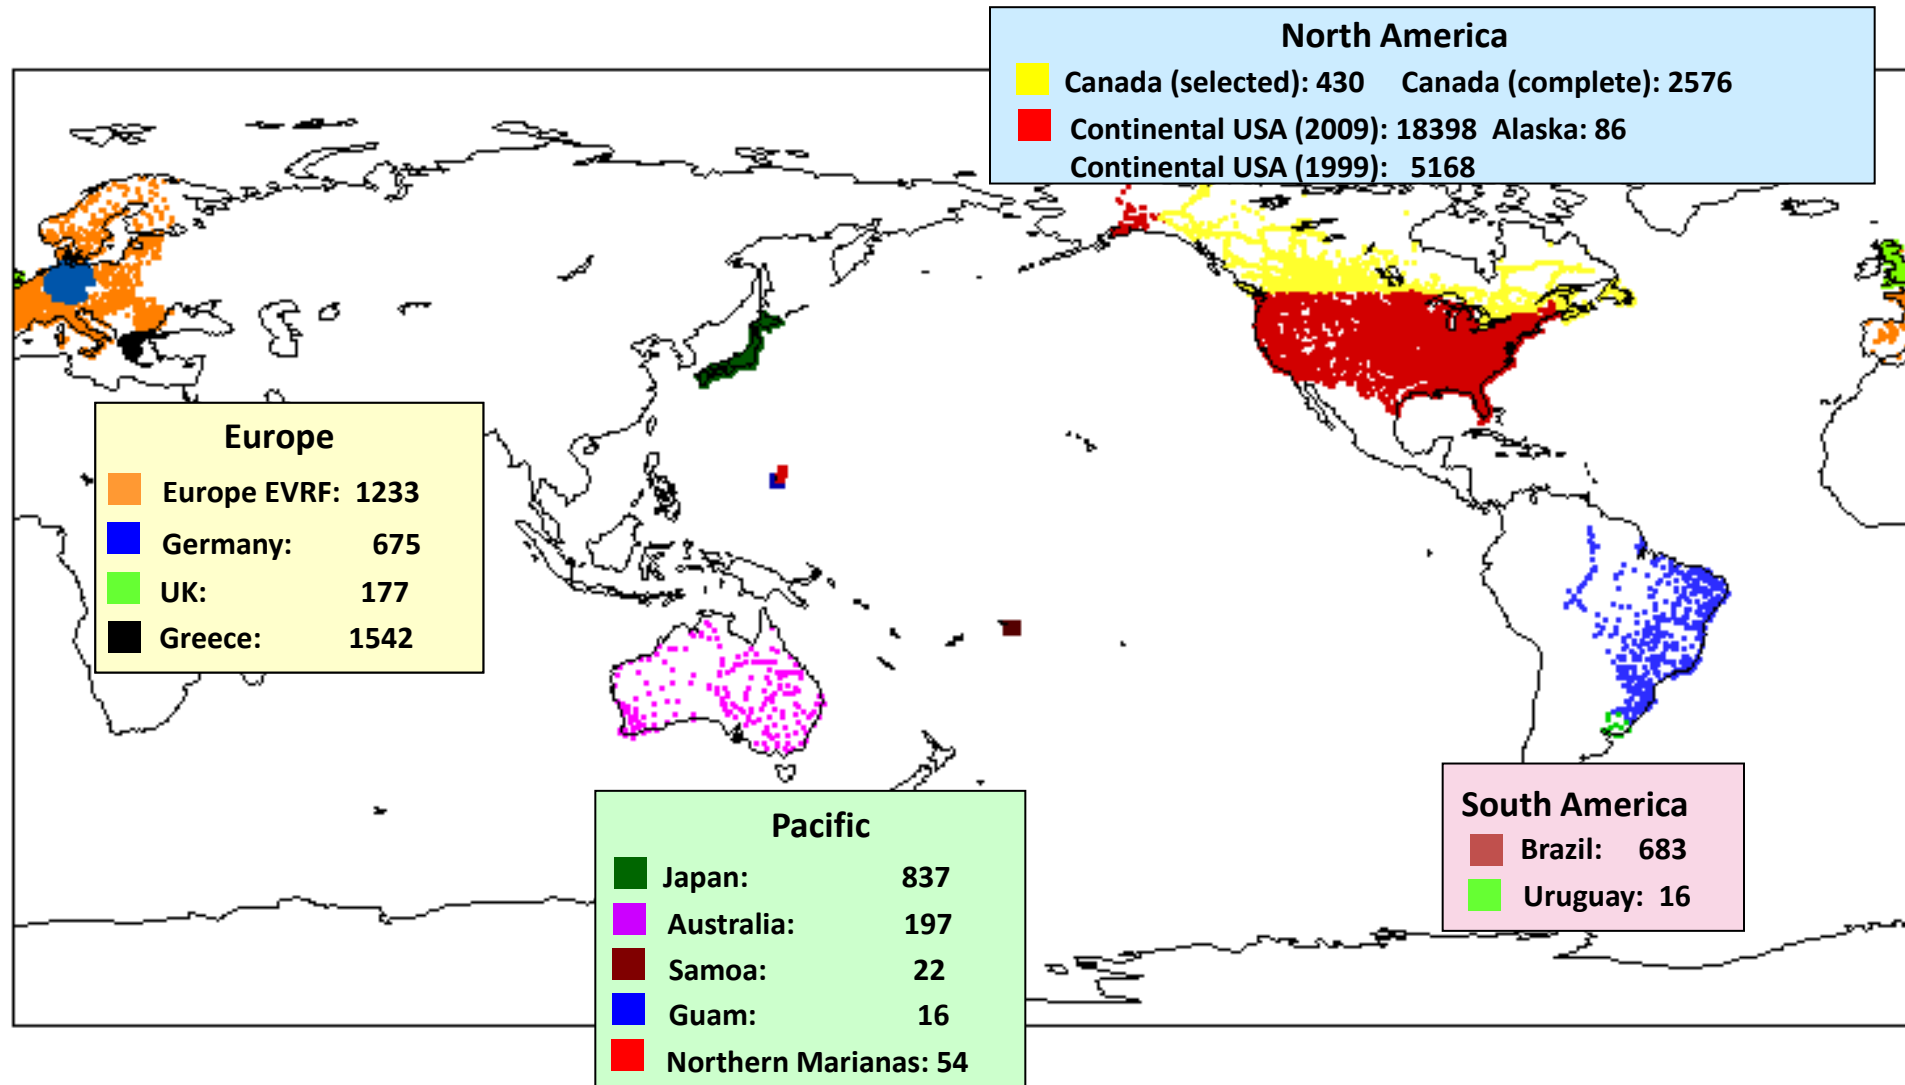 North America
Canada (selected): 430 Canada (complete): 2576
Continental USA (2009): 18398 Alaska: 86
Continental USA (1999): 5168
Europe
Europe EVRF: 1233
Germany: 675
UK: 177
Greece: 1542
Pacific
Japan: 837
Australia: 197
Samoa: 22
Guam: 16
Northern Marianas: 54
South America
Brazil: 683
Uruguay: 16